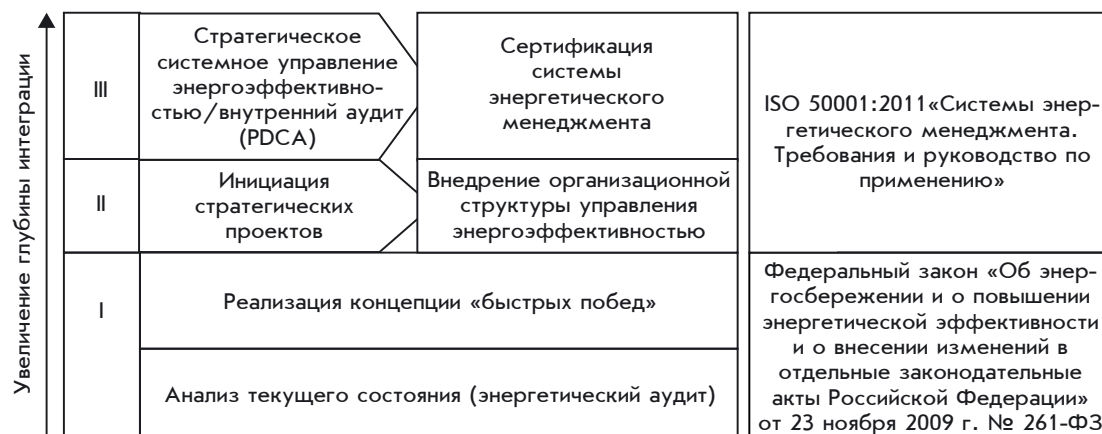 Увеличение глубины интеграции
III
Стратегическое
системное управление
энергоэффективно-
стью/внутренний аудит
(PDCA)
Сертификация
системы
энергетического
менеджмента
ISO 50001:2011«Системы энер-
гетического менеджмента.
Требования и руководство по
применению»
II
Инициация
стратегических
проектов
Внедрение организационной
структуры управления
энергоэффективностью
I
Реализация концепции «быстрых побед»
Анализ текущего состояния (энергетический аудит)
Федеральный закон «Об энер-
госбережении и о повышении
энергетической эффективности
и о внесении изменений в
отдельные законодательные
акты Российской Федерации»
от 23 ноября 2009 г. № 261-ФЗ